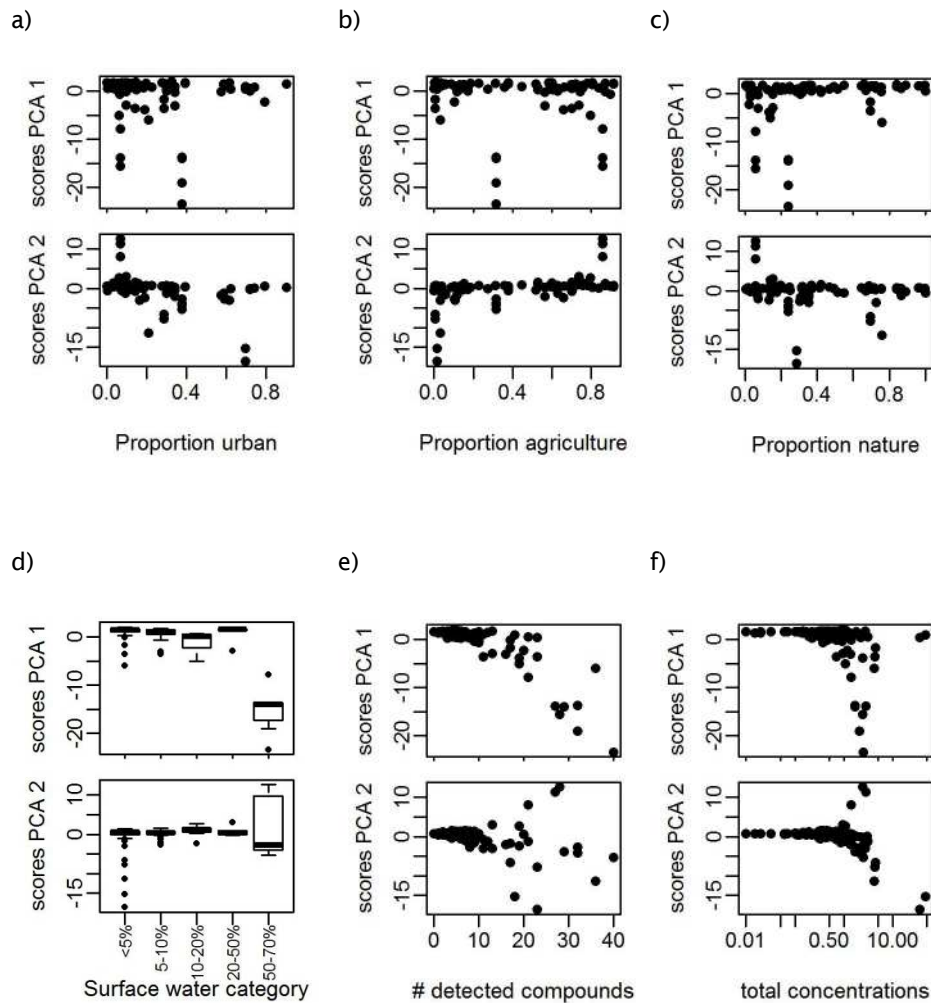 a)
b)
c)
scores PCA 1
0
-10
-20
scores PCA 1
0
-10
-20
scores PCA 1
0
-10
-20
scores PCA 2
10
0
-15
scores PCA 2
10
0
-15
scores PCA 2
10
0
-15
0.0 0.4 0.8
0.0 0.4 0.8
0.0 0.4 0.8
Proportion urban
Proportion agriculture
Proportion nature
d)
e)
f)
scores PCA 1
0
-10
-20
scores PCA 1
0
-10
-20
scores PCA 1
0
-10
-20
scores PCA 2
10
0
-15
scores PCA 2
10
0
-15
scores PCA 2
10
0
-15
<5% 5-10% 10-20% 20-50% 50-70%
0 10 20 30 40
0.01 0.50 10.00
Surface water category
# detected compounds
total concentrations